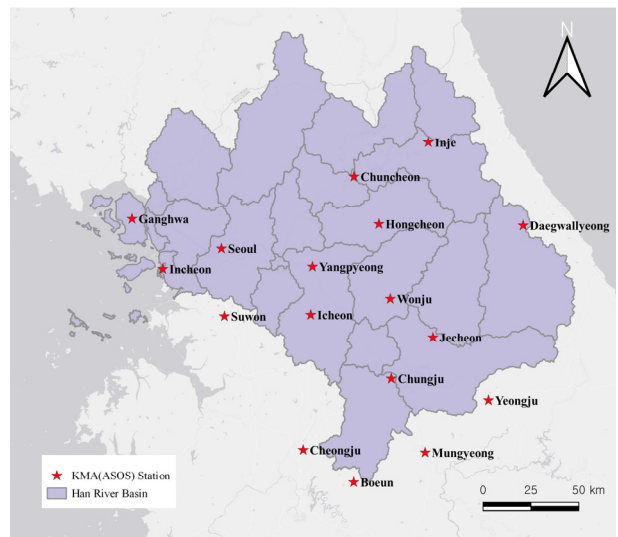 N
Inje
Chuncheon
Ganghwa
Hongcheon
Daegwallyeong
Seoul
Yangpyeong
Incheon
Wonju
Suwon
Icheon
Jecheon
Chungju
Yeongju
Cheongju
Mungyeong
Boeun
KMA(ASOS) Station
Han River Basin
0 25 50 km